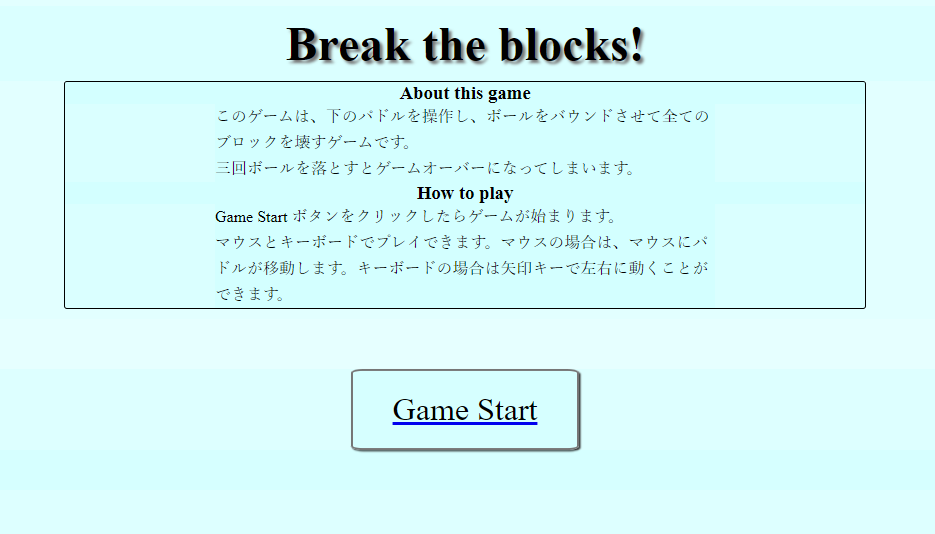 Break the blocks!
About this game
このゲームは、下のパドルを操作し、ボールをバウンドさせて全ての
ブロックを壊すゲームです。
三回ボールを落とすとゲームオーバーになってしまいます。
How to play
Game Start ボタンをクリックしたらゲームが始まります。
マウスとキーボードでプレイできます。マウスの場合は、マウスにパ
ドルが移動します。キーボードの場合は矢印キーで左右に動くことが
できます。
Game Start